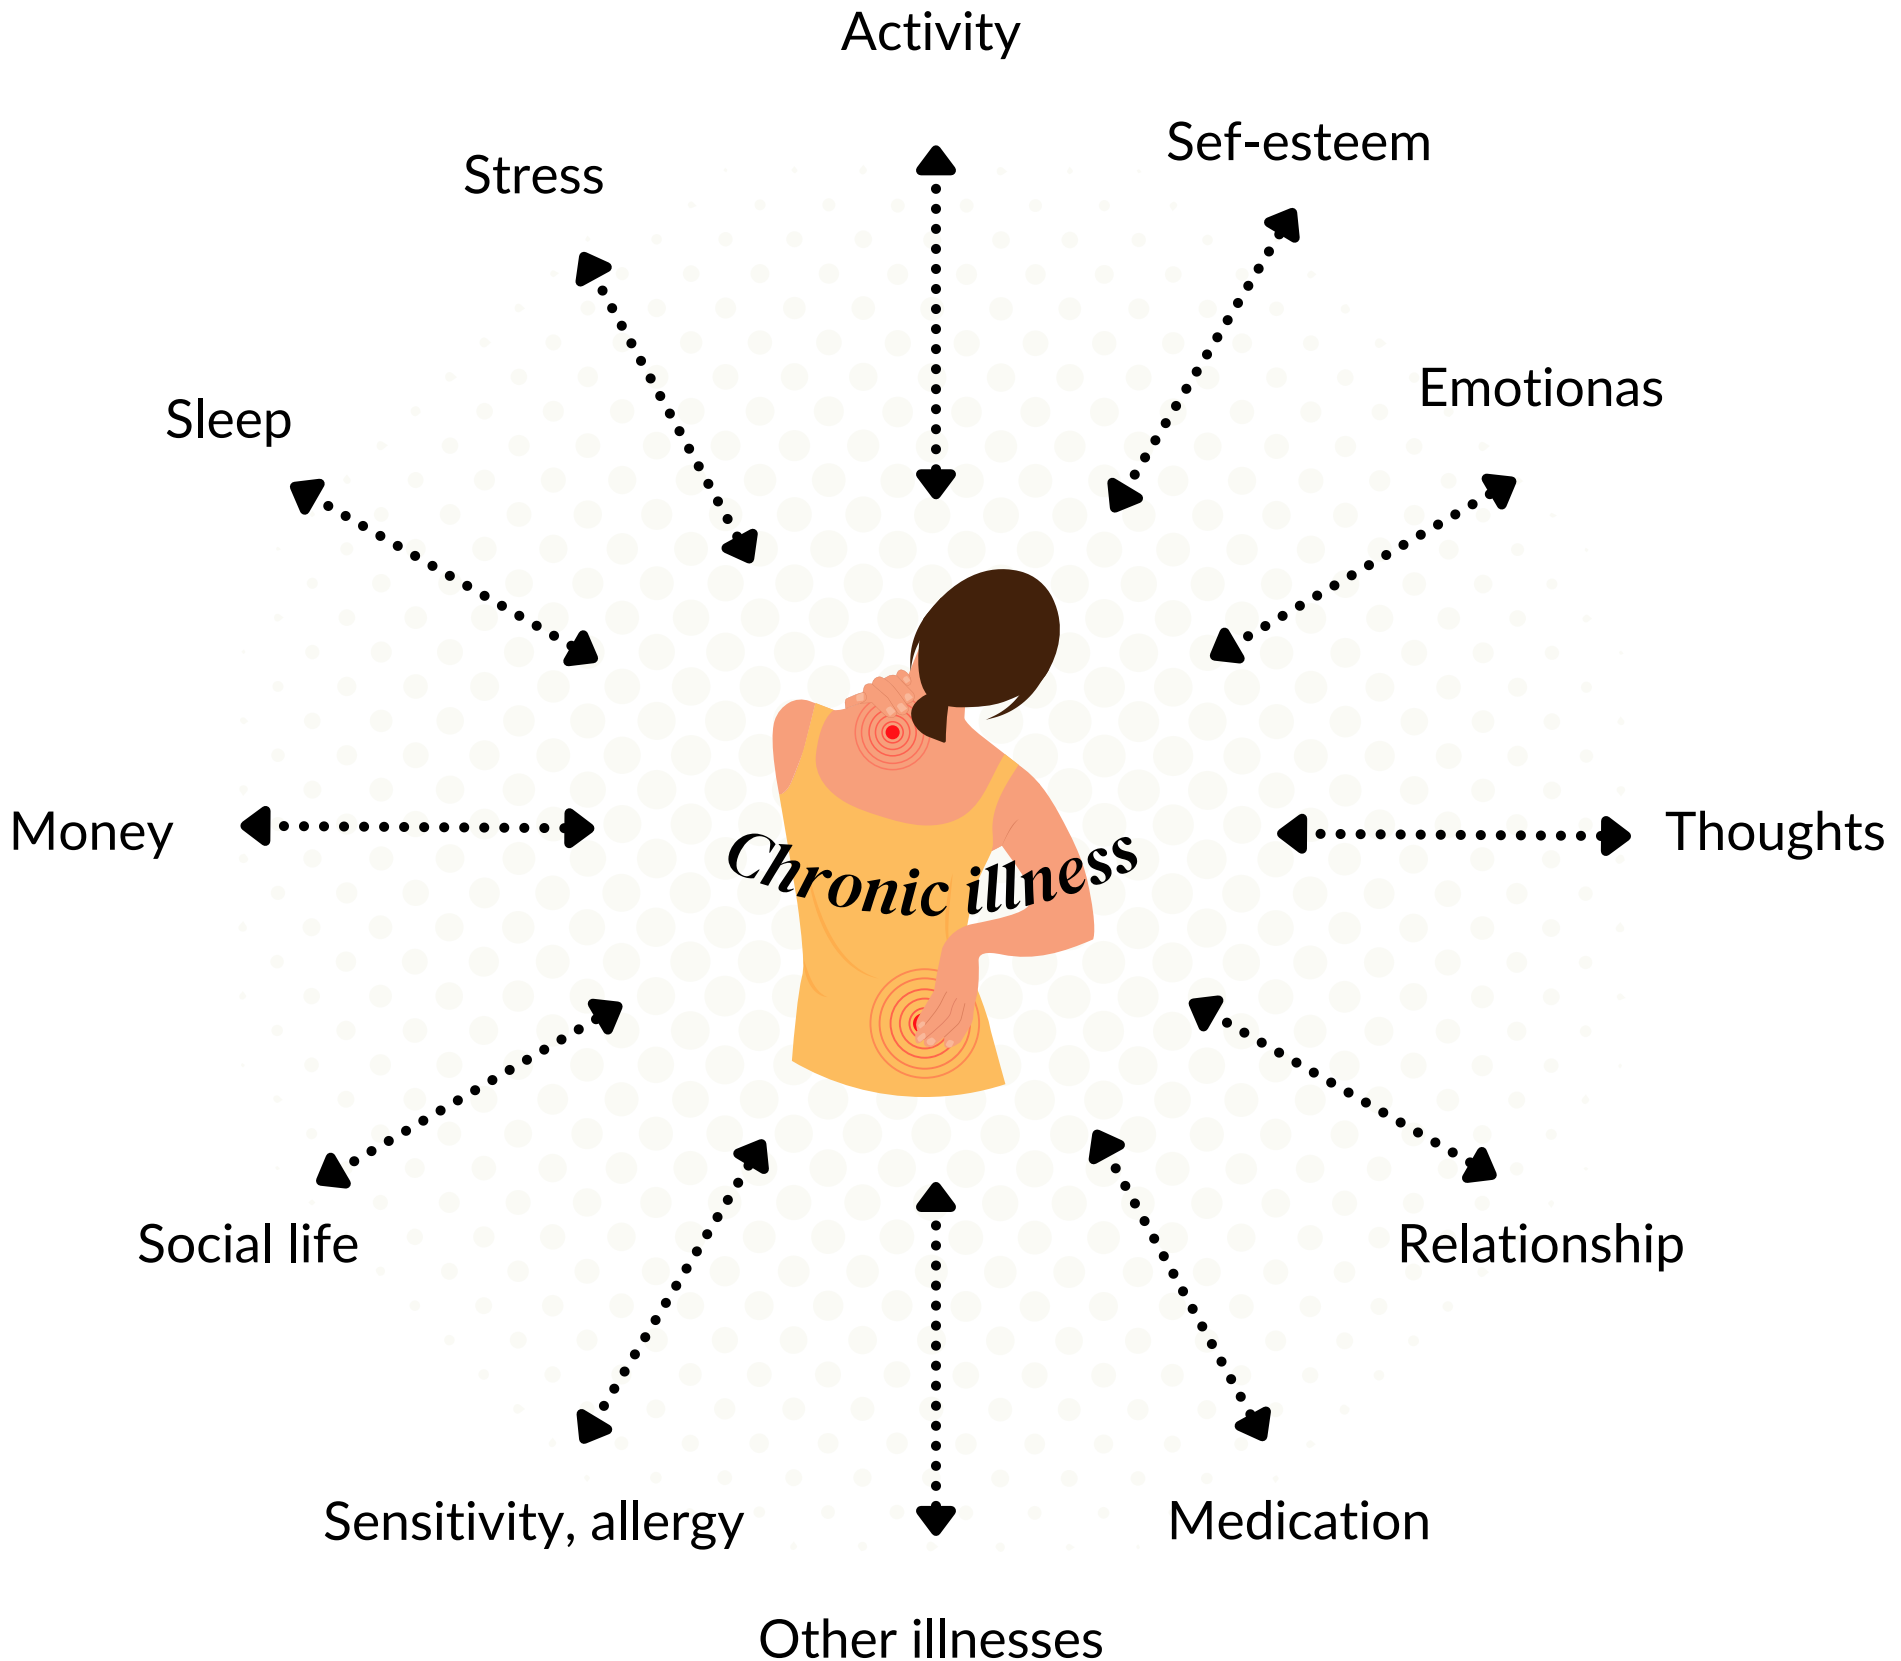 Activity
Sef-esteem
Stress
Emotionas
Sleep
Money
Thoughts
Chronic illness
Social life
Relationship
Sensitivity, allergy
Medication
Other illnesses